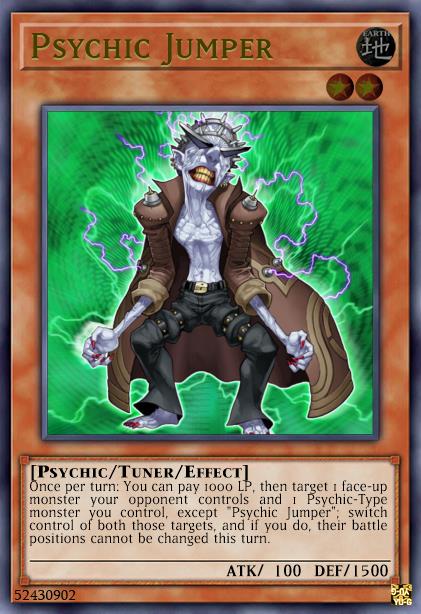 PSYCHIC JUMPER
EARTH
地
[PSYCHIC/TUNER/EFFECT]
Once per turn: You can pay 1000 LP, then target 1 face-up
monster your opponent controls and 1 Psychic-Type
monster you control, except "Psychic Jumper"; switch
control of both those targets, and if you do, their battle
positions cannot be changed this turn.
ATK/ 100 DEF/1500
52430902